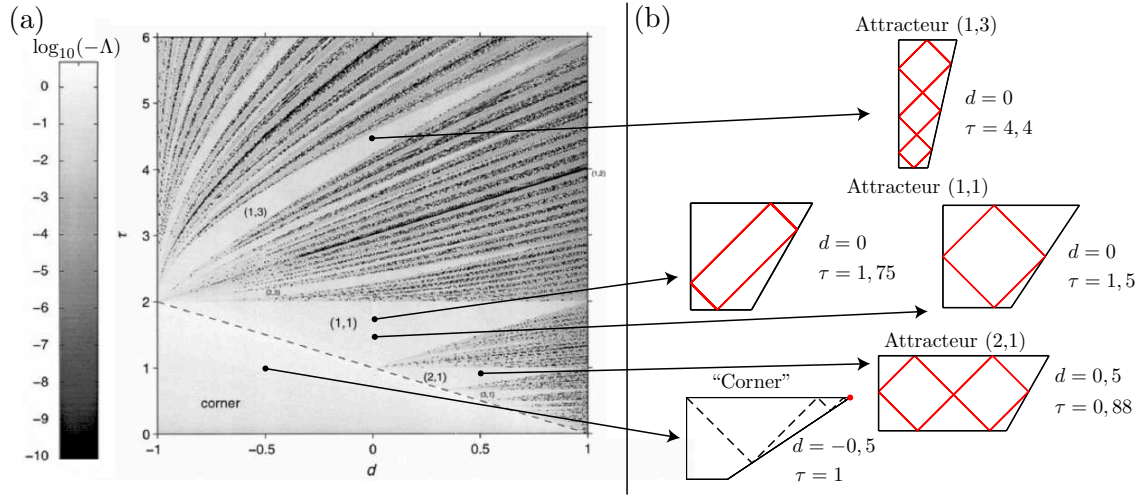 (a)
(b)
log₁₀(−Λ)
0
−1
−2
−3
−4
−5
−6
−7
−8
−9
−10
6
5
4
3
2
1
0
τ
-1
-0.5
0
0.5
1
d
(1,3)
(1,2)
(2,3)
(1,1)
(2,1)
(3,1)
corner
Attracteur (1,3)
d = 0
τ = 4, 4
Attracteur (1,1)
d = 0
τ = 1, 75
d = 0
τ = 1, 5
Attracteur (2,1)
d = 0, 5
τ = 0, 88
“Corner”
d = −0, 5
τ = 1